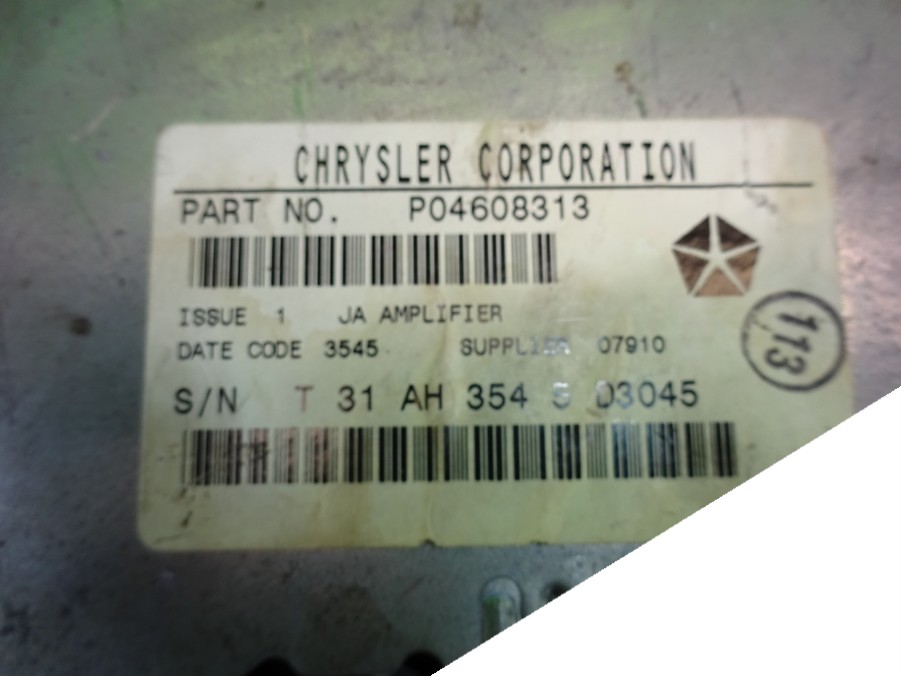 CHRYSLER CORPORATION
PART NO. P04608313
ISSUE 1 JA AMPLIFIER
DATE CODE 3545 SUPPLIER 07910
113
S/N T 31 AH 354 5 03045